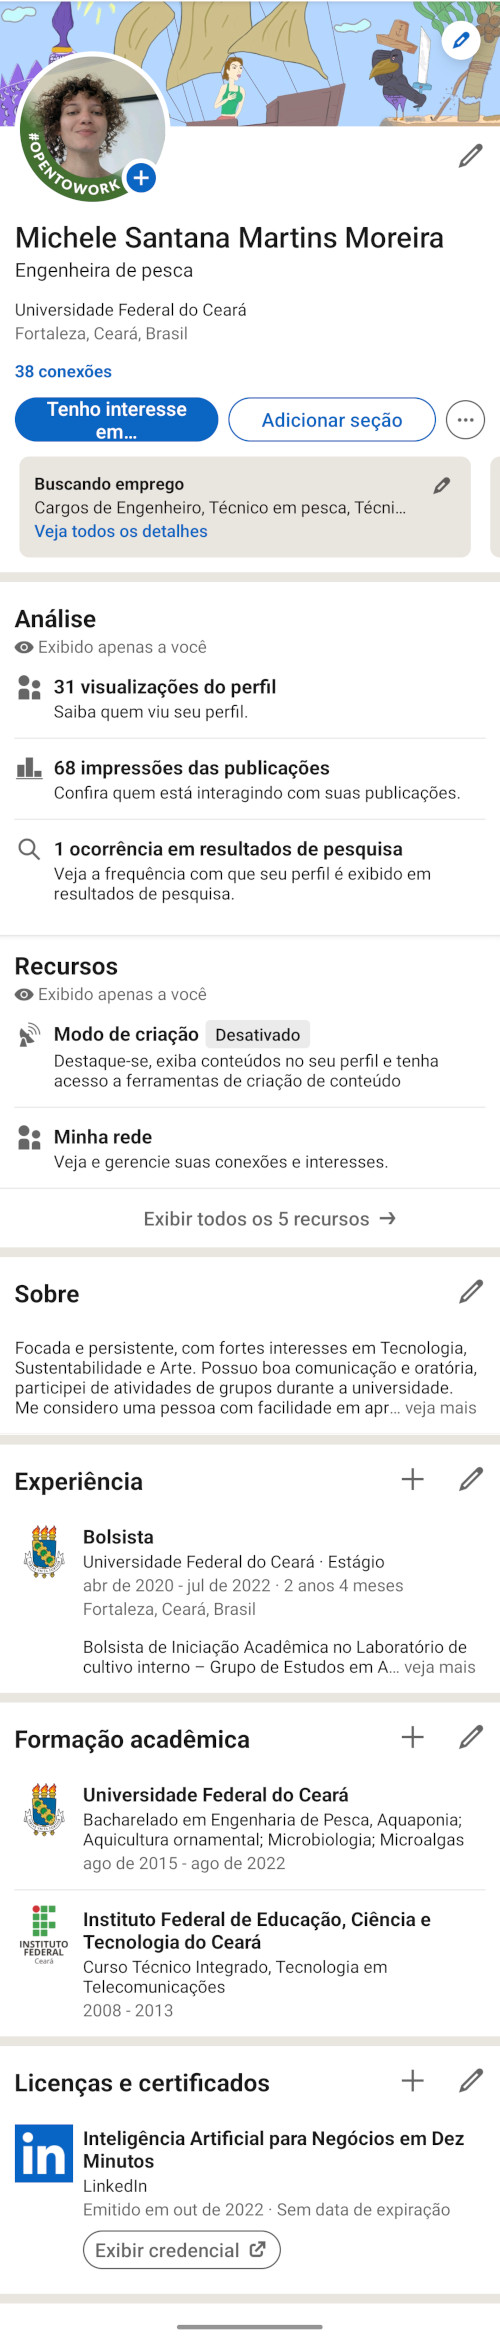 #OPENTOWORK
Michele Santana Martins Moreira
Engenheira de pesca
Universidade Federal do Ceará
Fortaleza, Ceará, Brasil
38 conexões
Tenho interesse
em...
Adicionar seção
Buscando emprego
Cargos de Engenheiro, Técnico em pesca, Técni...
Veja todos os detalhes
Análise
Exibido apenas a você
31 visualizações do perfil
Saiba quem viu seu perfil.
68 impressões das publicações
Confira quem está interagindo com suas publicações.
1 ocorrência em resultados de pesquisa
Veja a frequência com que seu perfil é exibido em
resultados de pesquisa.
Recursos
Exibido apenas a você
Modo de criação Desativado
Destaque-se, exiba conteúdos no seu perfil e tenha
acesso a ferramentas de criação de conteúdo
Minha rede
Veja e gerencie suas conexões e interesses.
Exibir todos os 5 recursos →
Sobre
Focada e persistente, com fortes interesses em Tecnologia,
Sustentabilidade e Arte. Possuo boa comunicação e oratória,
participei de atividades de grupos durante a universidade.
Me considero uma pessoa com facilidade em apr... veja mais
Experiência
Bolsista
Universidade Federal do Ceará · Estágio
abr de 2020 - jul de 2022 · 2 anos 4 meses
Fortaleza, Ceará, Brasil
Bolsista de Iniciação Acadêmica no Laboratório de
cultivo interno – Grupo de Estudos em A... veja mais
Formação acadêmica
Universidade Federal do Ceará
Bacharelado em Engenharia de Pesca, Aquaponia;
Aquicultura ornamental; Microbiologia; Microalgas
ago de 2015 - ago de 2022
INSTITUTO
FEDERAL
Ceará
Instituto Federal de Educação, Ciência e
Tecnologia do Ceará
Curso Técnico Integrado, Tecnologia em
Telecomunicações
2008 - 2013
Licenças e certificados
in
Inteligência Artificial para Negócios em Dez
Minutos
LinkedIn
Emitido em out de 2022 · Sem data de expiração
Exibir credencial